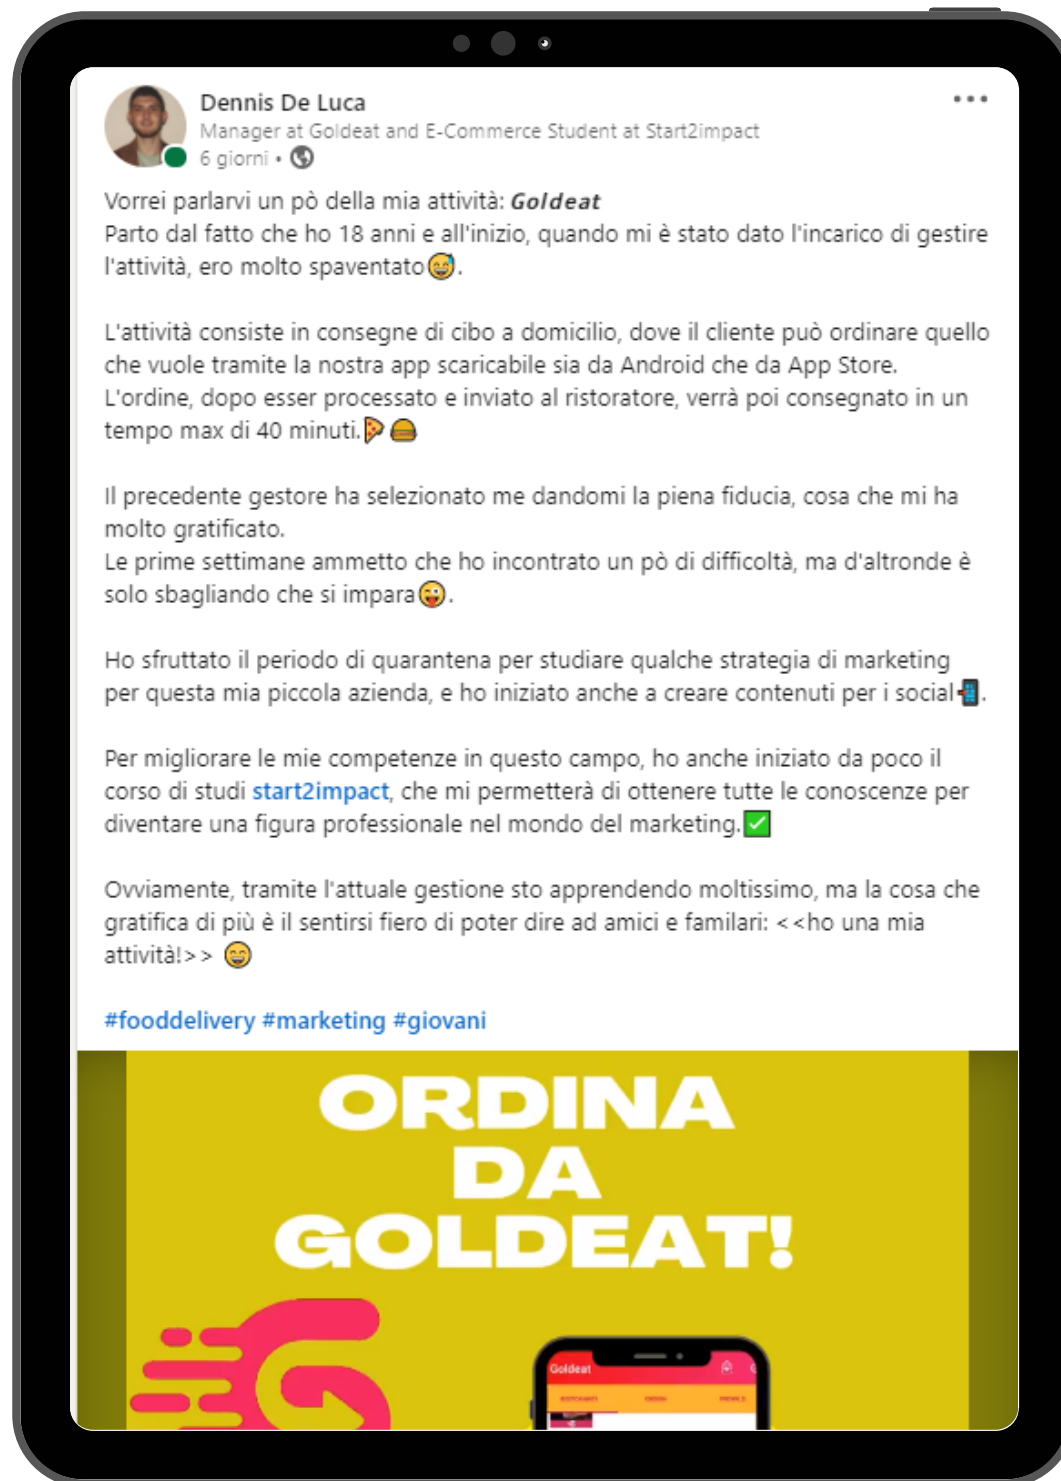 Dennis De Luca
Manager at Goldeat and E-Commerce Student at Start2impact
6 giorni •
Vorrei parlarvi un pò della mia attività: Goldeat
Parto dal fatto che ho 18 anni e all'inizio, quando mi è stato dato l'incarico di gestire
l'attività, ero molto spaventato😅.
L'attività consiste in consegne di cibo a domicilio, dove il cliente può ordinare quello
che vuole tramite la nostra app scaricabile sia da Android che da App Store.
L'ordine, dopo esser processato e inviato al ristoratore, verrà poi consegnato in un
tempo max di 40 minuti.🍕🍔
Il precedente gestore ha selezionato me dandomi la piena fiducia, cosa che mi ha
molto gratificato.
Le prime settimane ammetto che ho incontrato un pò di difficoltà, ma d'altronde è
solo sbagliando che si impara😜.
Ho sfruttato il periodo di quarantena per studiare qualche strategia di marketing
per questa mia piccola azienda, e ho iniziato anche a creare contenuti per i social📲.
Per migliorare le mie competenze in questo campo, ho anche iniziato da poco il
corso di studi start2impact, che mi permetterà di ottenere tutte le conoscenze per
diventare una figura professionale nel mondo del marketing.✅
Ovviamente, tramite l'attuale gestione sto apprendendo moltissimo, ma la cosa che
gratifica di più è il sentirsi fiero di poter dire ad amici e familari: <<ho una mia
attività!>> 😄
#fooddelivery #marketing #giovani
ORDINA
DA
GOLDEAT!
Goldeat